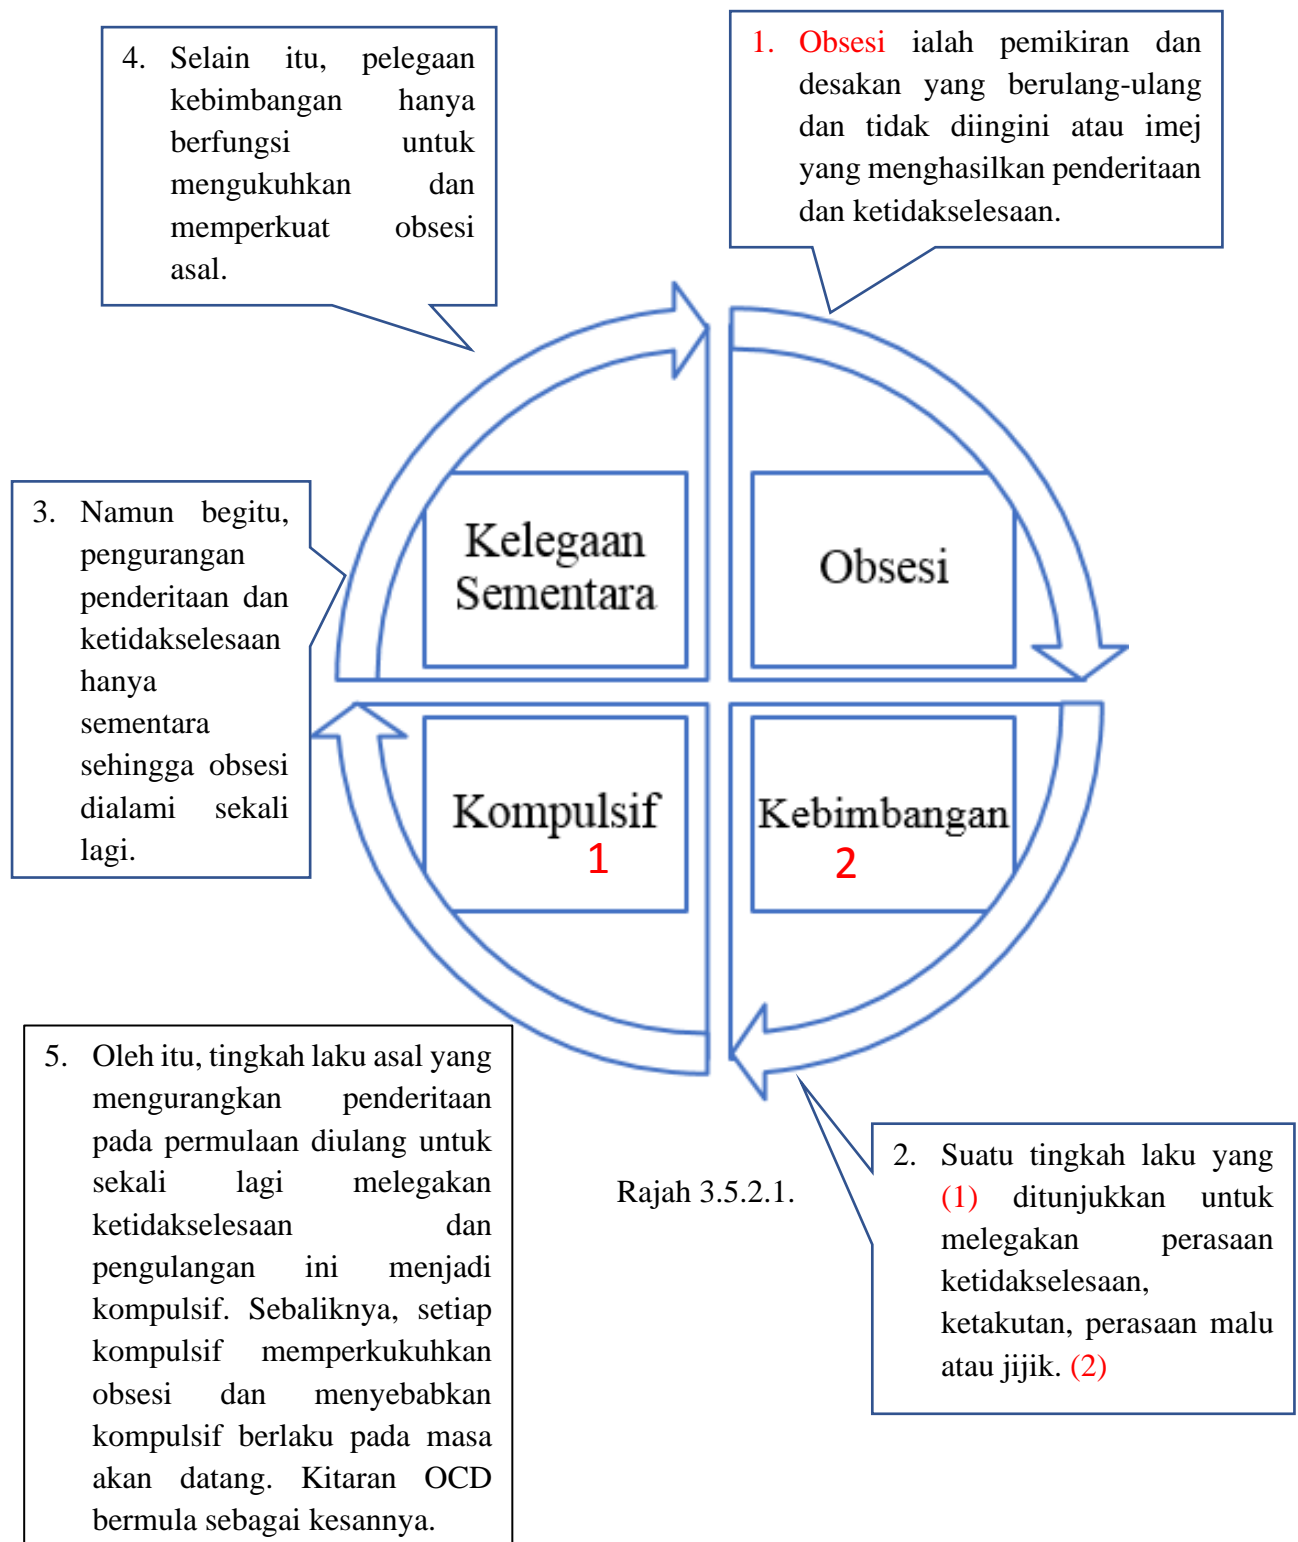 4. Selain itu, pelegaan
kebimbangan hanya
berfungsi untuk
mengukuhkan dan
memperkuat obsesi
asal.
1. Obsesi ialah pemikiran dan
desakan yang berulang-ulang
dan tidak diingini atau imej
yang menghasilkan penderitaan
dan ketidakselesaan.
3. Namun begitu,
pengurangan
penderitaan dan
ketidakselesaan
hanya
sementara
sehingga obsesi
dialami sekali
lagi.
Kelegaan
Sementara
Obsesi
Kompulsif
1
Kebimbangan
2
5. Oleh itu, tingkah laku asal yang
mengurangkan penderitaan
pada permulaan diulang untuk
sekali lagi melegakan
ketidakselesaan dan
pengulangan ini menjadi
kompulsif. Sebaliknya, setiap
kompulsif memperkukuhkan
obsesi dan menyebabkan
kompulsif berlaku pada masa
akan datang. Kitaran OCD
bermula sebagai kesannya.
Rajah 3.5.2.1.
2. Suatu tingkah laku yang
(1) ditunjukkan untuk
melegakan perasaan
ketidakselesaan,
ketakutan, perasaan malu
atau jijik. (2)